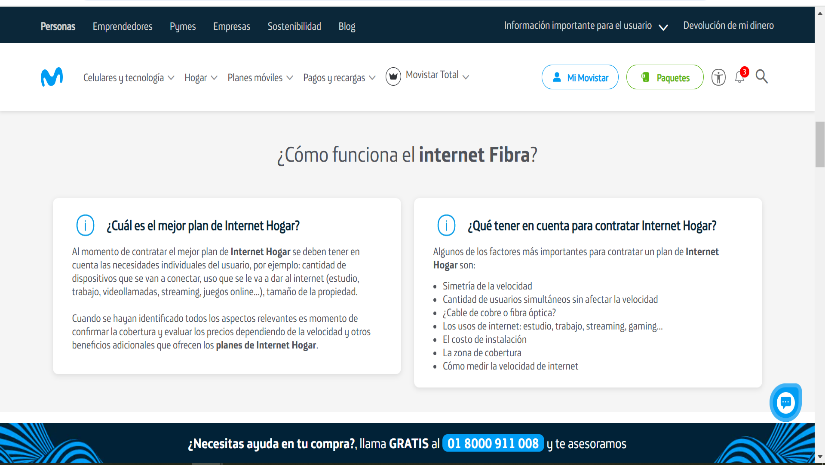 Personas Emprendedores Pymes Empresas Sostenibilidad Blog Información importante para el usuario Devolución de mi dinero
Celulares y tecnología Hogar Planes móviles Pagos y recargas Movistar Total Mi Movistar Paquetes 3
¿Cómo funciona el internet Fibra?
¿Cuál es el mejor plan de Internet Hogar?
Al momento de contratar el mejor plan de Internet Hogar se deben tener en
cuenta las necesidades individuales del usuario, por ejemplo: cantidad de
dispositivos que se van a conectar, uso que se le va a dar al internet (estudio,
trabajo, videollamadas, streaming, juegos online...), tamaño de la propiedad.
Cuando se hayan identificado todos los aspectos relevantes es momento de
confirmar la cobertura y evaluar los precios dependiendo de la velocidad y otros
beneficios adicionales que ofrecen los planes de Internet Hogar.
¿Qué tener en cuenta para contratar Internet Hogar?
Algunos de los factores más importantes para contratar un plan de Internet
Hogar son:
• Simetría de la velocidad
• Cantidad de usuarios simultáneos sin afectar la velocidad
• ¿Cable de cobre o fibra óptica?
• Los usos de internet: estudio, trabajo, streaming, gaming...
• El costo de instalación
• La zona de cobertura
• Cómo medir la velocidad de internet
¿Necesitas ayuda en tu compra?, llama GRATIS al 01 8000 911 008 y te asesoramos